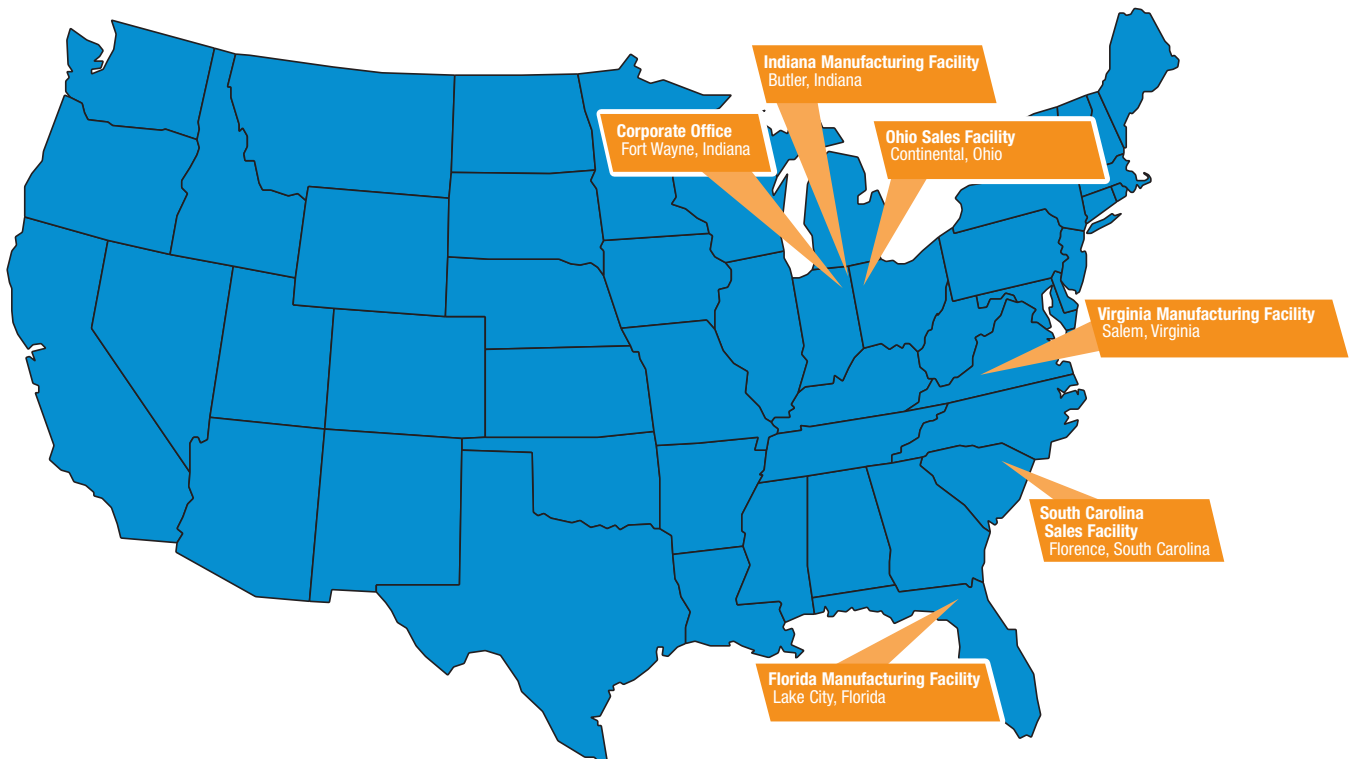 Indiana Manufacturing Facility
Butler, Indiana
Corporate Office
Fort Wayne, Indiana
Ohio Sales Facility
Continental, Ohio
Virginia Manufacturing Facility
Salem, Virginia
South Carolina
Sales Facility
Florence, South Carolina
Florida Manufacturing Facility
Lake City, Florida